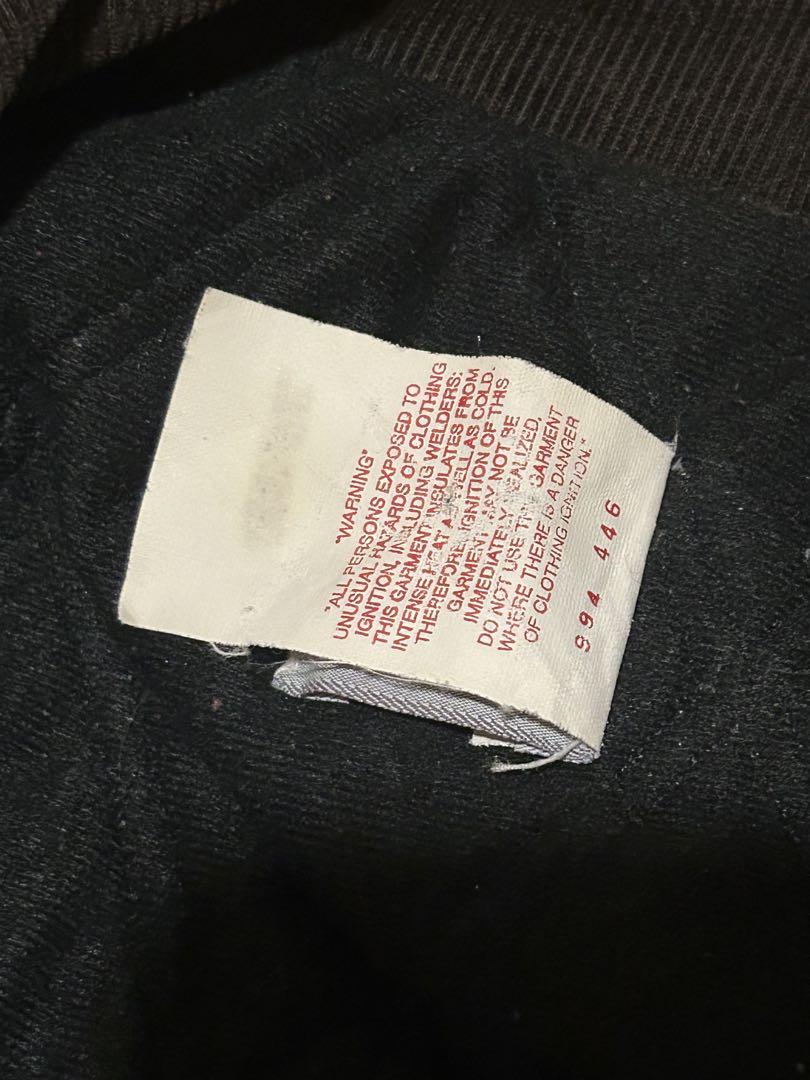 "WARNING"
"ALL PERSONS EXPOSED TO
UNUSUAL HAZARDS OF CLOTHING
IGNITION, INCLUDING WELDERS:
THIS GARMENT INSULATES FROM
INTENSE HEAT AS WELL AS COLD.
THEREFORE, IGNITION OF THIS
GARMENT MAY NOT BE
IMMEDIATELY REALIZED.
DO NOT USE THIS GARMENT
WHERE THERE IS A DANGER
OF CLOTHING IGNITION."
S94 446